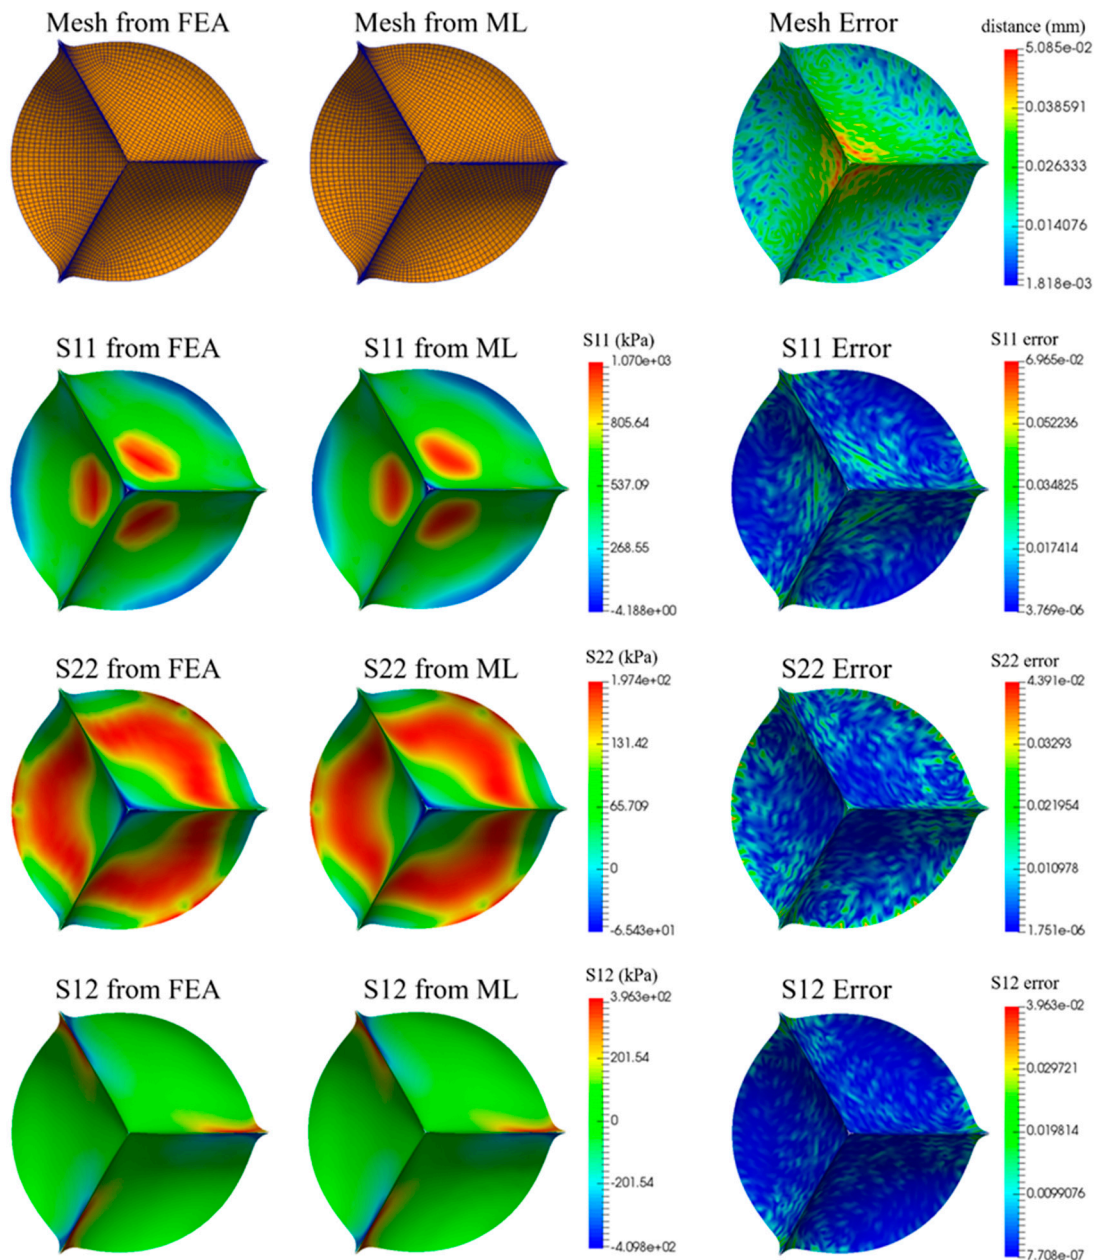 Mesh from FEA
Mesh from ML
Mesh Error
distance (mm)
5.085e-02
0.038591
0.026333
0.014076
1.818e-03
S11 from FEA
S11 from ML
S11 (kPa)
1.070e+03
805.64
537.09
268.55
-4.188e+00
S11 Error
S11 error
6.965e-02
0.052236
0.034825
0.017414
3.769e-06
S22 from FEA
S22 from ML
S22 (kPa)
1.974e+02
131.42
65.709
0
-6.543e+01
S22 Error
S22 error
4.391e-02
0.03293
0.021954
0.010978
1.751e-06
S12 from FEA
S12 from ML
S12 (kPa)
3.963e+02
201.54
0
-201.54
-4.098e+02
S12 Error
S12 error
3.963e-02
0.029721
0.019814
0.0099076
7.708e-07